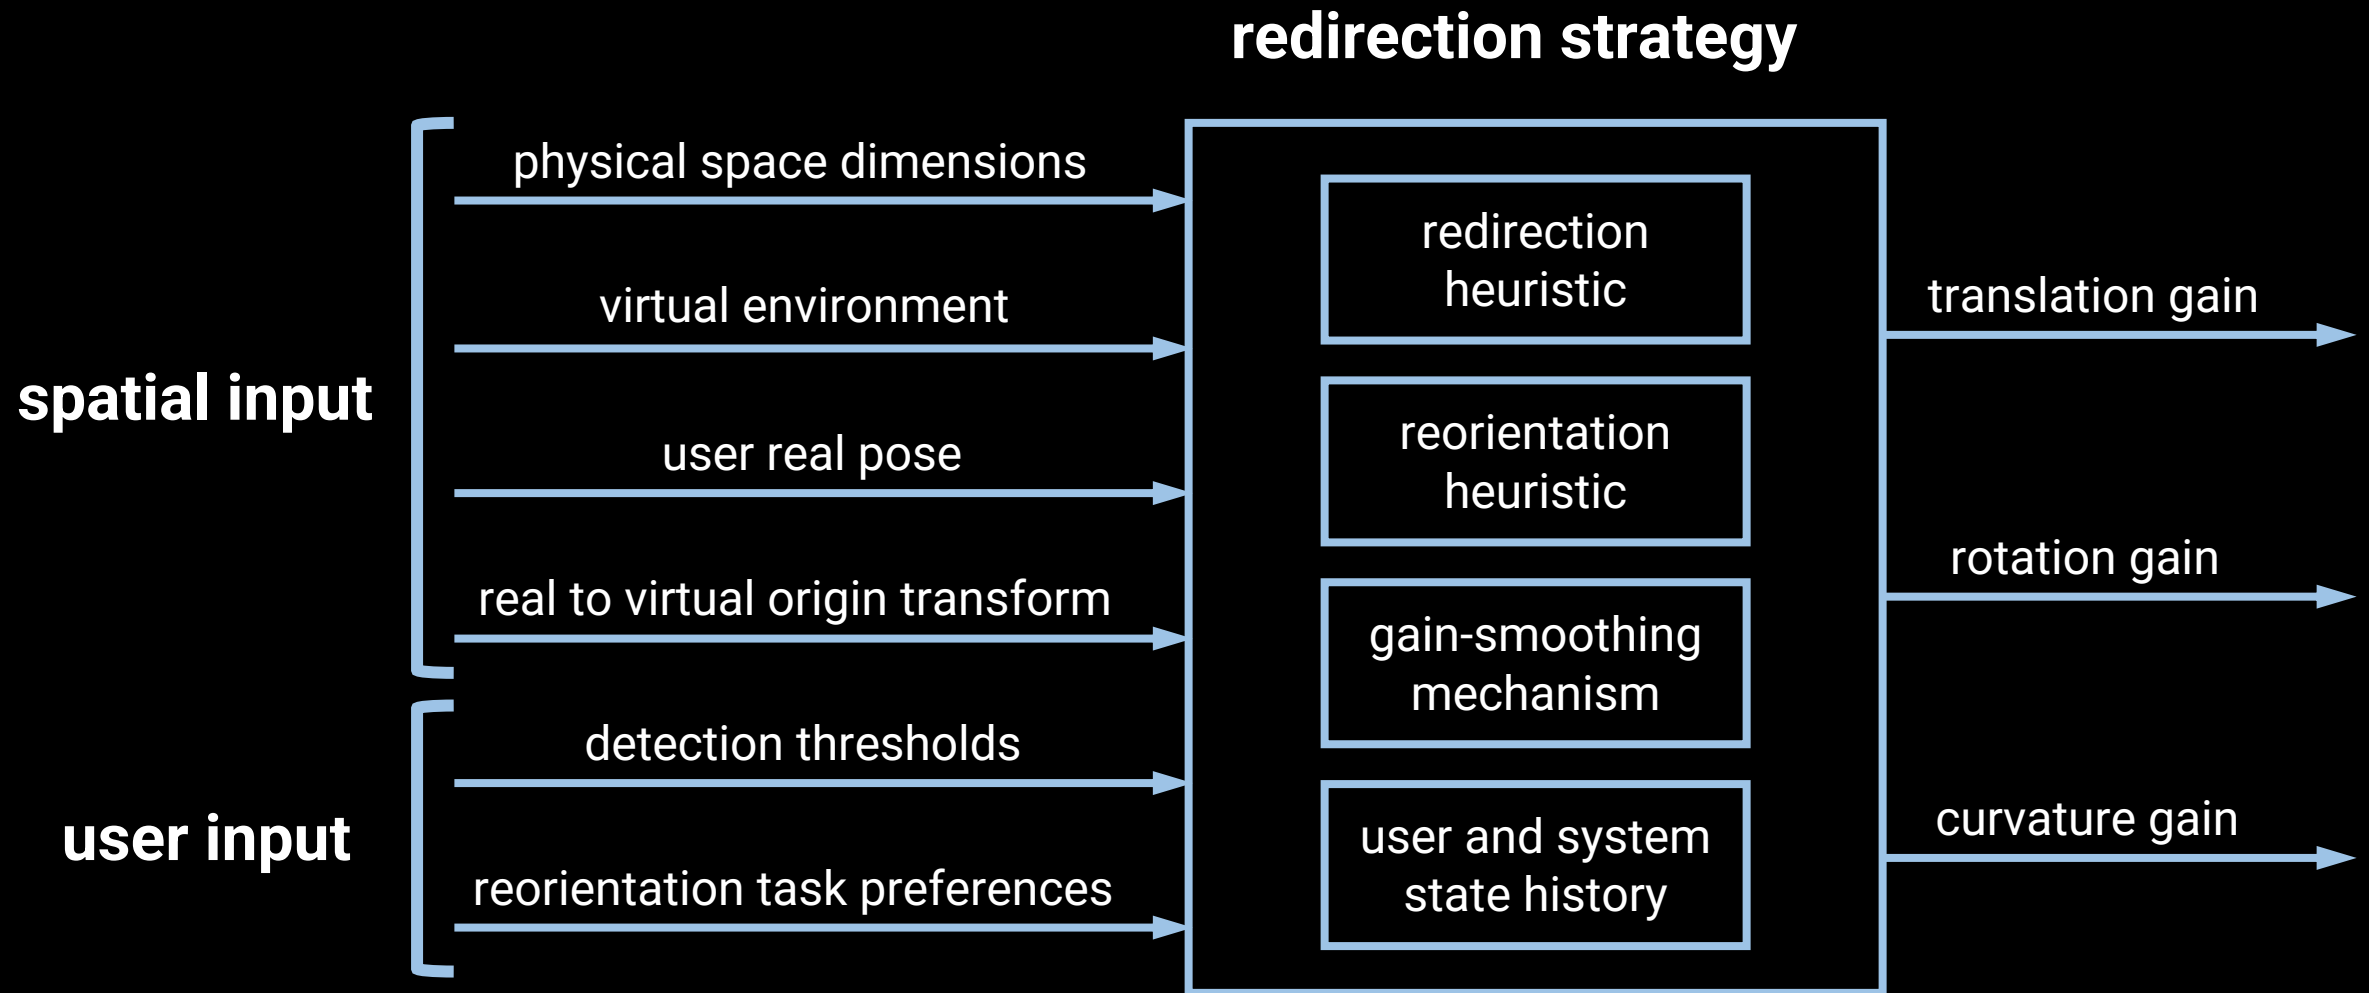 redirection strategy
spatial input
physical space dimensions
virtual environment
user real pose
real to virtual origin transform
user input
detection thresholds
reorientation task preferences
redirection
heuristic
reorientation
heuristic
gain-smoothing
mechanism
user and system
state history
translation gain
rotation gain
curvature gain